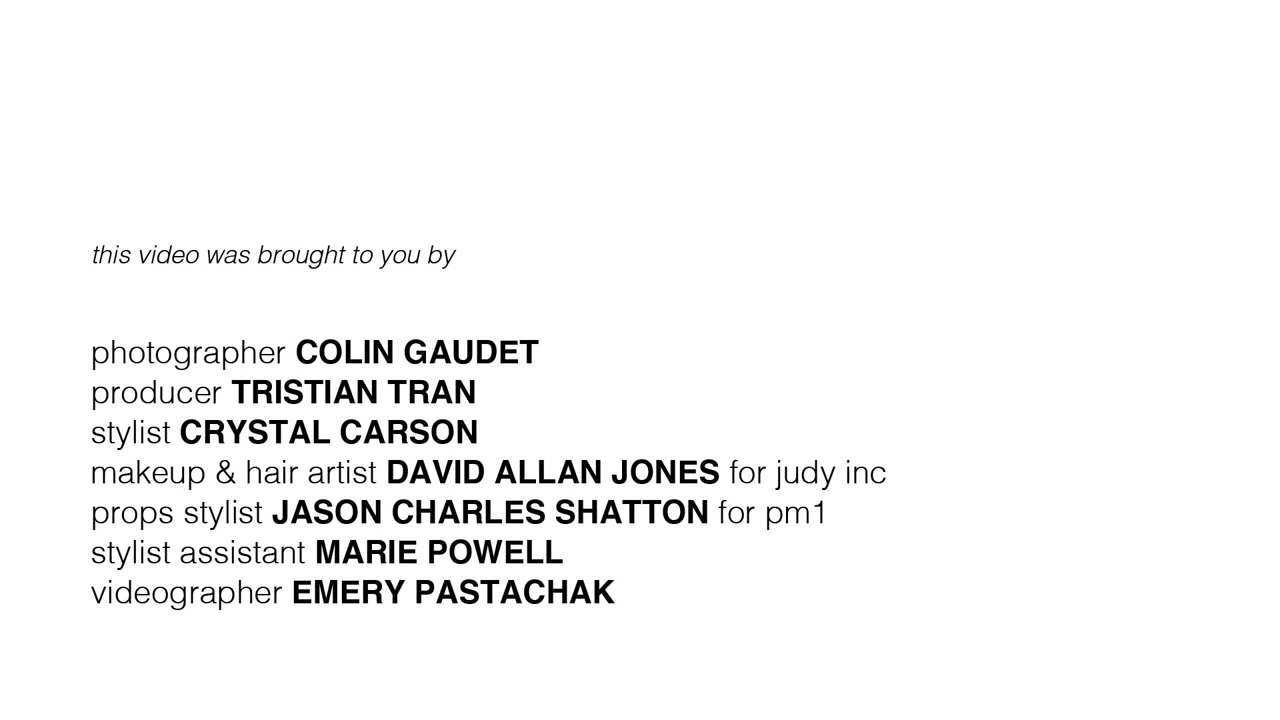 this video was brought to you by
photographer COLIN GAUDET
producer TRISTIAN TRAN
stylist CRYSTAL CARSON
makeup & hair artist DAVID ALLAN JONES for judy inc
props stylist JASON CHARLES SHATTON for pm1
stylist assistant MARIE POWELL
videographer EMERY PASTACHAK